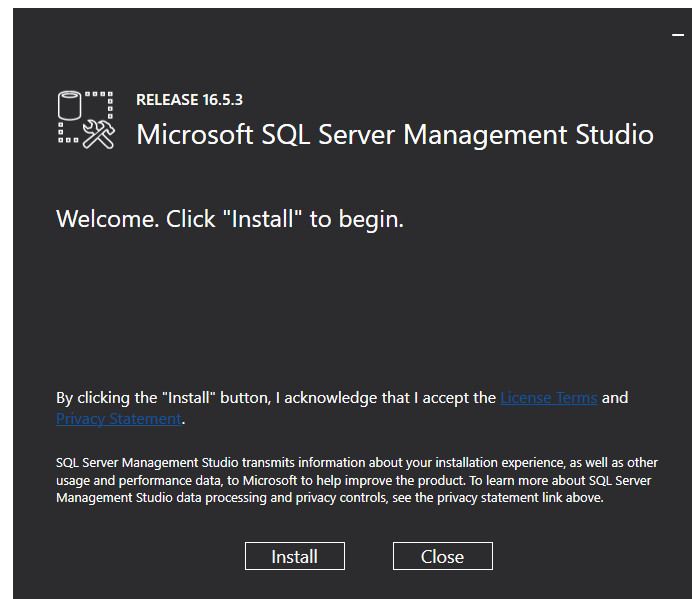 RELEASE 16.5.3
Microsoft SQL Server Management Studio
Welcome. Click "Install" to begin.
By clicking the "Install" button, I acknowledge that I accept the License Terms and
Privacy Statement.
SQL Server Management Studio transmits information about your installation experience, as well as other
usage and performance data, to Microsoft to help improve the product. To learn more about SQL Server
Management Studio data processing and privacy controls, see the privacy statement link above.
Install
Close